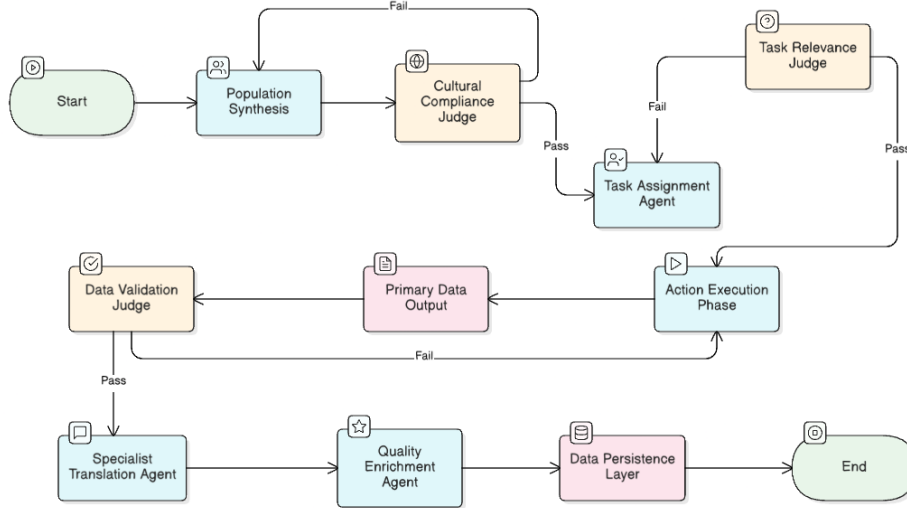 Fail
Start
Population
Synthesis
Cultural
Compliance
Judge
Task Relevance
Judge
Fail
Pass
Pass
Task Assignment
Agent
Data Validation
Judge
Primary Data
Output
Action Execution
Phase
Fail
Pass
Specialist
Translation Agent
Quality
Enrichment
Agent
Data Persistence
Layer
End